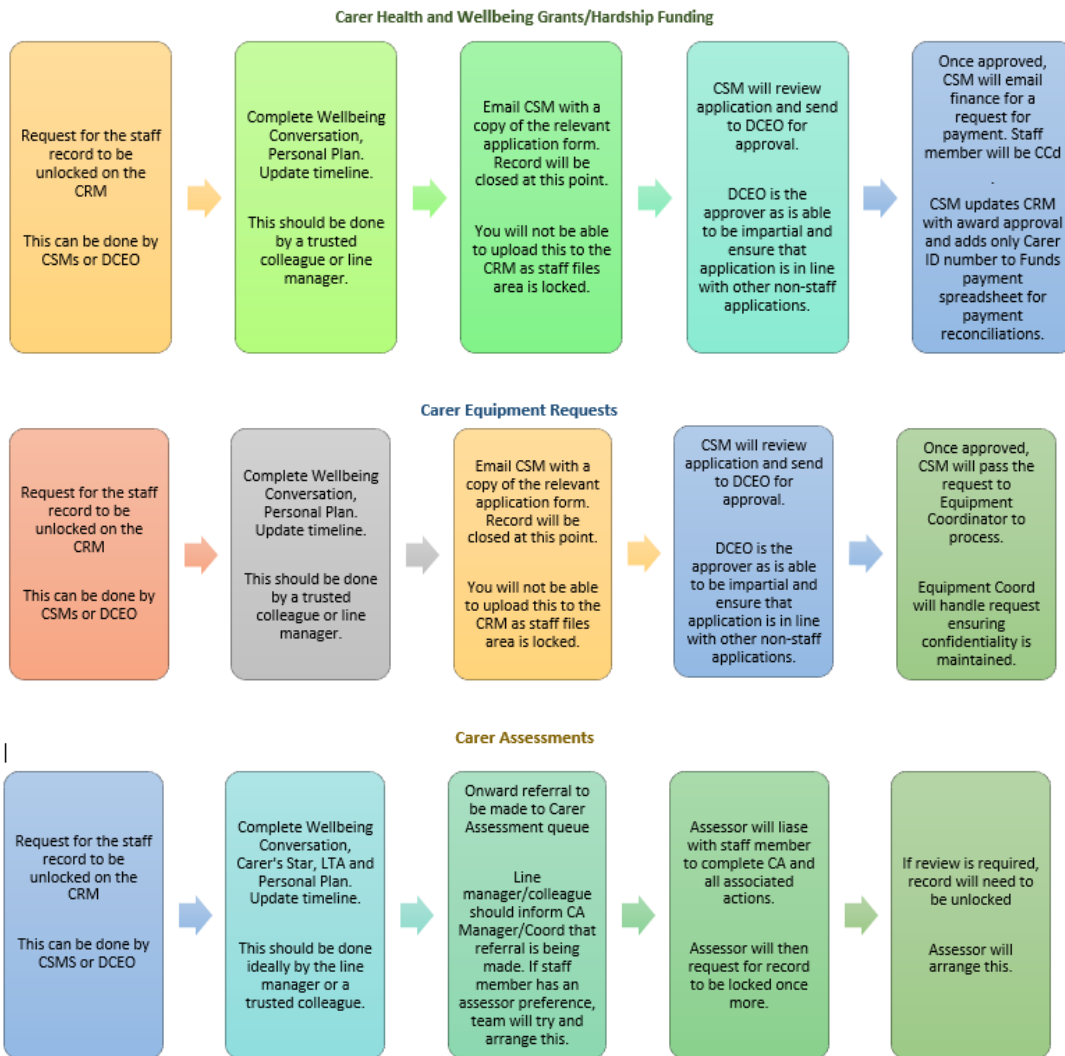 Carer Health and Wellbeing Grants/Hardship Funding
Request for the staff
record to be
unlocked on the
CRM
This can be done by
CSMs or DCEO
Complete Wellbeing
Conversation,
Personal Plan.
Update timeline.
This should be done
by a trusted
colleague or line
manager.
Email CSM with a
copy of the relevant
application form.
Record will be
closed at this point.
You will not be able
to upload this to the
CRM as staff files
area is locked.
CSM will review
application and send
to DCEO for
approval.
DCEO is the
approver as is able
to be impartial and
ensure that
application is in line
with other non-staff
applications.
Once approved,
CSM will email
finance for a
request for
payment. Staff
member will be CCd
.
CSM updates CRM
with award approval
and adds only Carer
ID number to Funds
payment
spreadsheet for
payment
reconciliations.
Carer Equipment Requests
Request for the staff
record to be
unlocked on the
CRM
This can be done by
CSMs or DCEO
Complete Wellbeing
Conversation,
Personal Plan.
Update timeline.
This should be done
by a trusted
colleague or line
manager.
Email CSM with a
copy of the relevant
application form.
Record will be
closed at this point.
You will not be able
to upload this to the
CRM as staff files
area is locked.
CSM will review
application and send
to DCEO for
approval.
DCEO is the
approver as is able
to be impartial and
ensure that
application is in line
with other non-staff
applications.
Once approved,
CSM will pass the
request to
Equipment
Coordinator to
process.
Equipment Coord
will handle request
ensuring
confidentiality is
maintained.
Carer Assessments
Request for the staff
record to be
unlocked on the
CRM
This can be done by
CSMS or DCEO
Complete Wellbeing
Conversation,
Carer's Star, LTA and
Personal Plan.
Update timeline.
This should be done
ideally by the line
manager or a
trusted colleague.
Onward referral to
be made to Carer
Assessment queue
Line
manager/colleague
should inform CA
Manager/Coord that
referral is being
made. If staff
member has an
assessor preference,
team will try and
arrange this.
Assessor will liase
with staff member
to complete CA and
all associated
actions.
Assessor will then
request for record
to be locked once
more.
If review is required,
record will need to
be unlocked
Assessor will
arrange this.